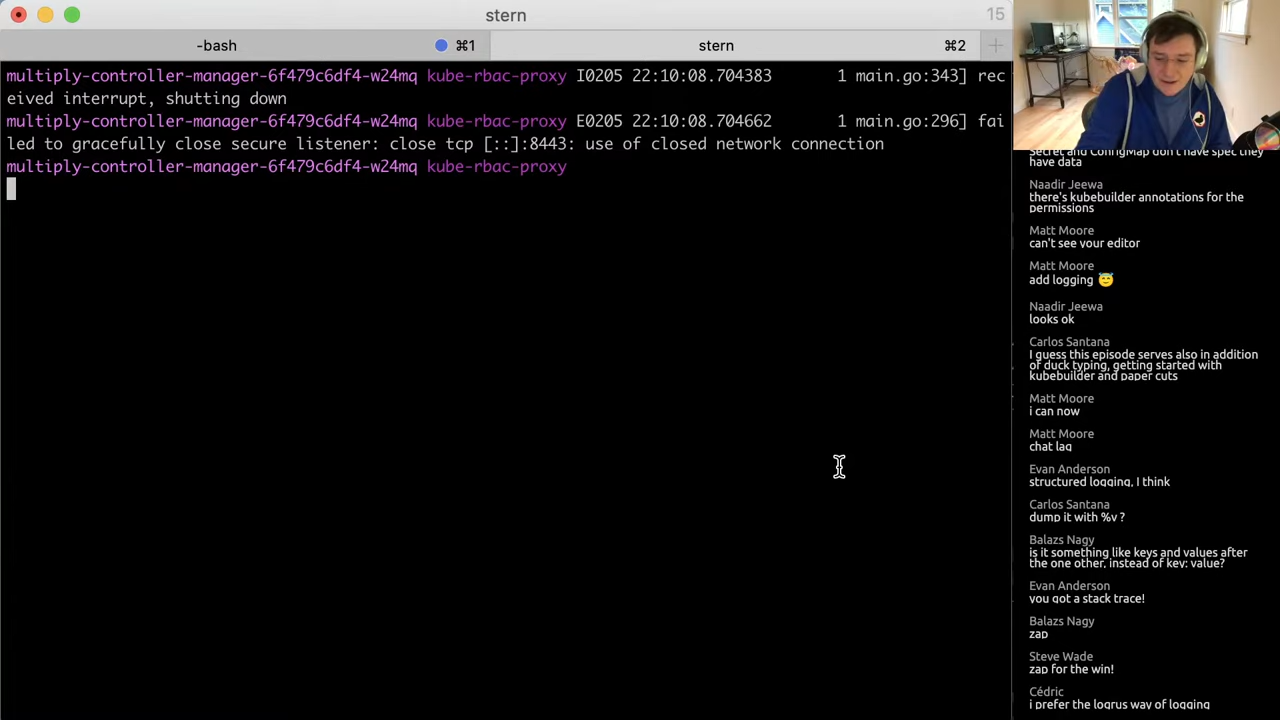 stern
15
-bash
⌘1
stern
⌘2
multiply-controller-manager-6f479c6df4-w24mq kube-rbac-proxy I0205 22:10:08.704383       1 main.go:343] rec
eived interrupt, shutting down
multiply-controller-manager-6f479c6df4-w24mq kube-rbac-proxy E0205 22:10:08.704662       1 main.go:296] fai
led to gracefully close secure listener: close tcp [::]:8443: use of closed network connection
multiply-controller-manager-6f479c6df4-w24mq kube-rbac-proxy
Secret and ConfigMap don't have spec they
have data
Naadir Jeewa
there's kubebuilder annotations for the
permissions
Matt Moore
can't see your editor
Matt Moore
add logging 😇
Naadir Jeewa
looks ok
Carlos Santana
I guess this episode serves also in addition
of duck typing, getting started with
kubebuilder and paper cuts
Matt Moore
i can now
Matt Moore
chat lag
Evan Anderson
structured logging, I think
Carlos Santana
dump it with %v ?
Balazs Nagy
is it something like keys and values after
the one other, instead of key: value?
Evan Anderson
you got a stack trace!
Balazs Nagy
zap
Steve Wade
zap for the win!
Cédric
i prefer the logrus way of logging